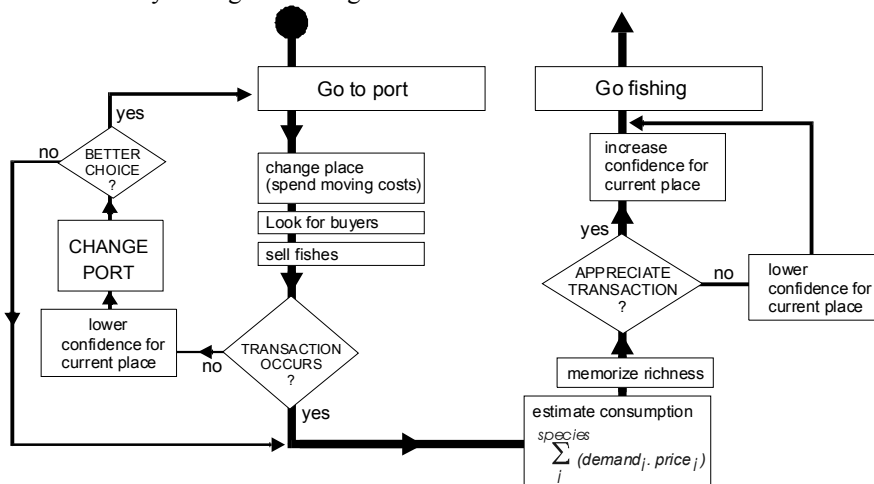 Go to port
Go fishing
yes
no
BETTER
CHOICE
?
change place
(spend moving costs)
Look for buyers
sell fishes
CHANGE
PORT
lower
confidence for
current place
no
TRANSACTION
OCCURS
?
yes
increase
confidence for
current place
yes
APPRECIATE
TRANSACTION
?
no
lower
confidence for
current place
memorize richness
estimate consumption
species
∑ (demand j . price j )
j